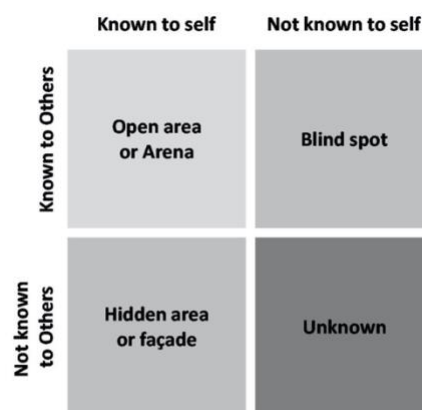 Known to self
Not known to self
Known to Others
Open area
or Arena
Blind spot
Not known
to Others
Hidden area
or façade
Unknown